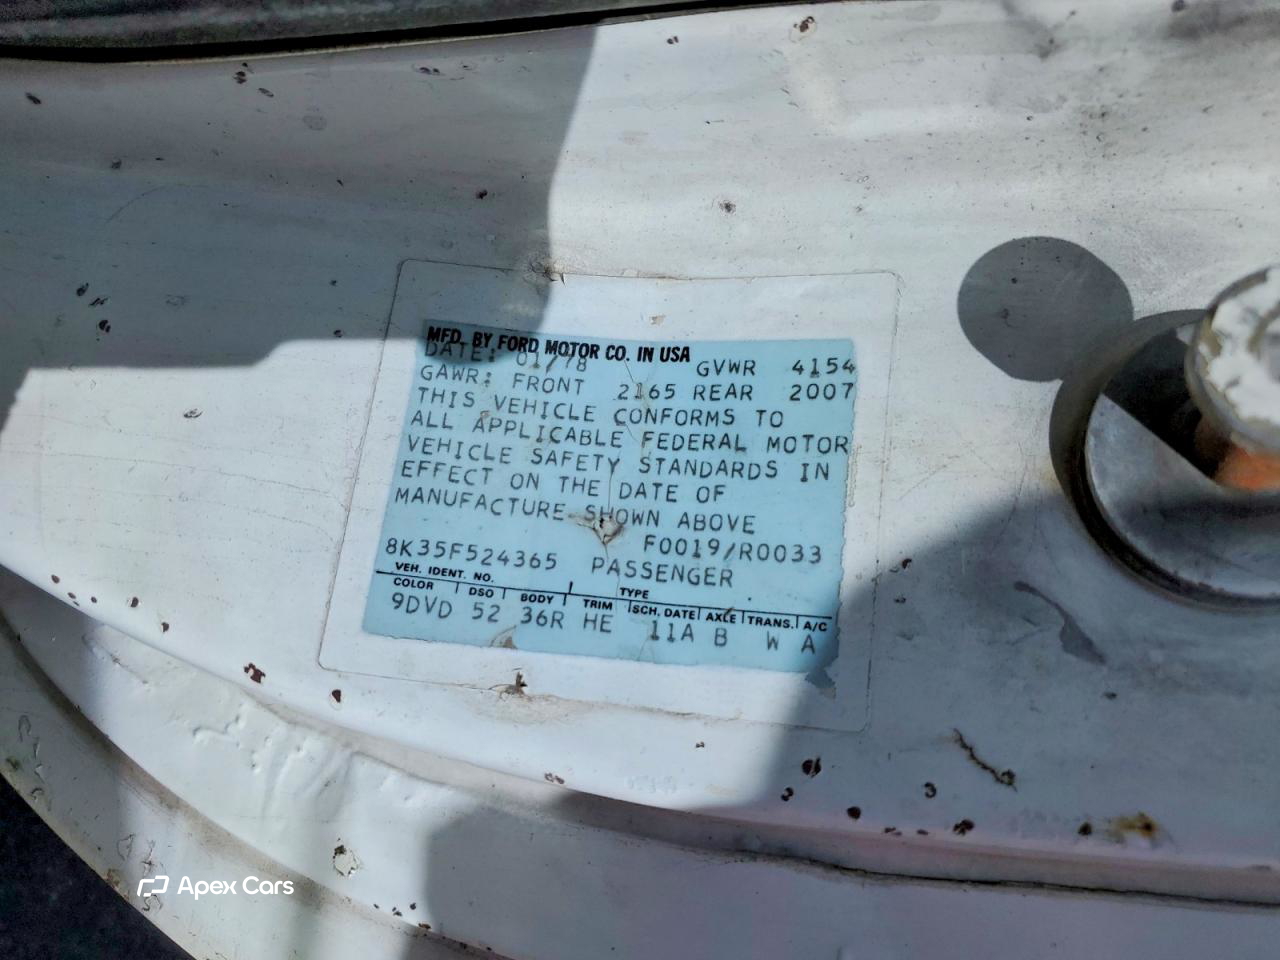 MFD. BY FORD MOTOR CO. IN USA
DATE: 01/78 GVWR 4154
GAWR: FRONT 2165 REAR 2007
THIS VEHICLE CONFORMS TO
ALL APPLICABLE FEDERAL MOTOR
VEHICLE SAFETY STANDARDS IN
EFFECT ON THE DATE OF
MANUFACTURE SHOWN ABOVE
F0019/R0033
8K35F524365 PASSENGER
VEH. IDENT. NO. TYPE
COLOR DSO BODY TRIM SCH. DATE AXLE TRANS. A/C
9DVD 52 36R HE 11A B W A
Apex Cars